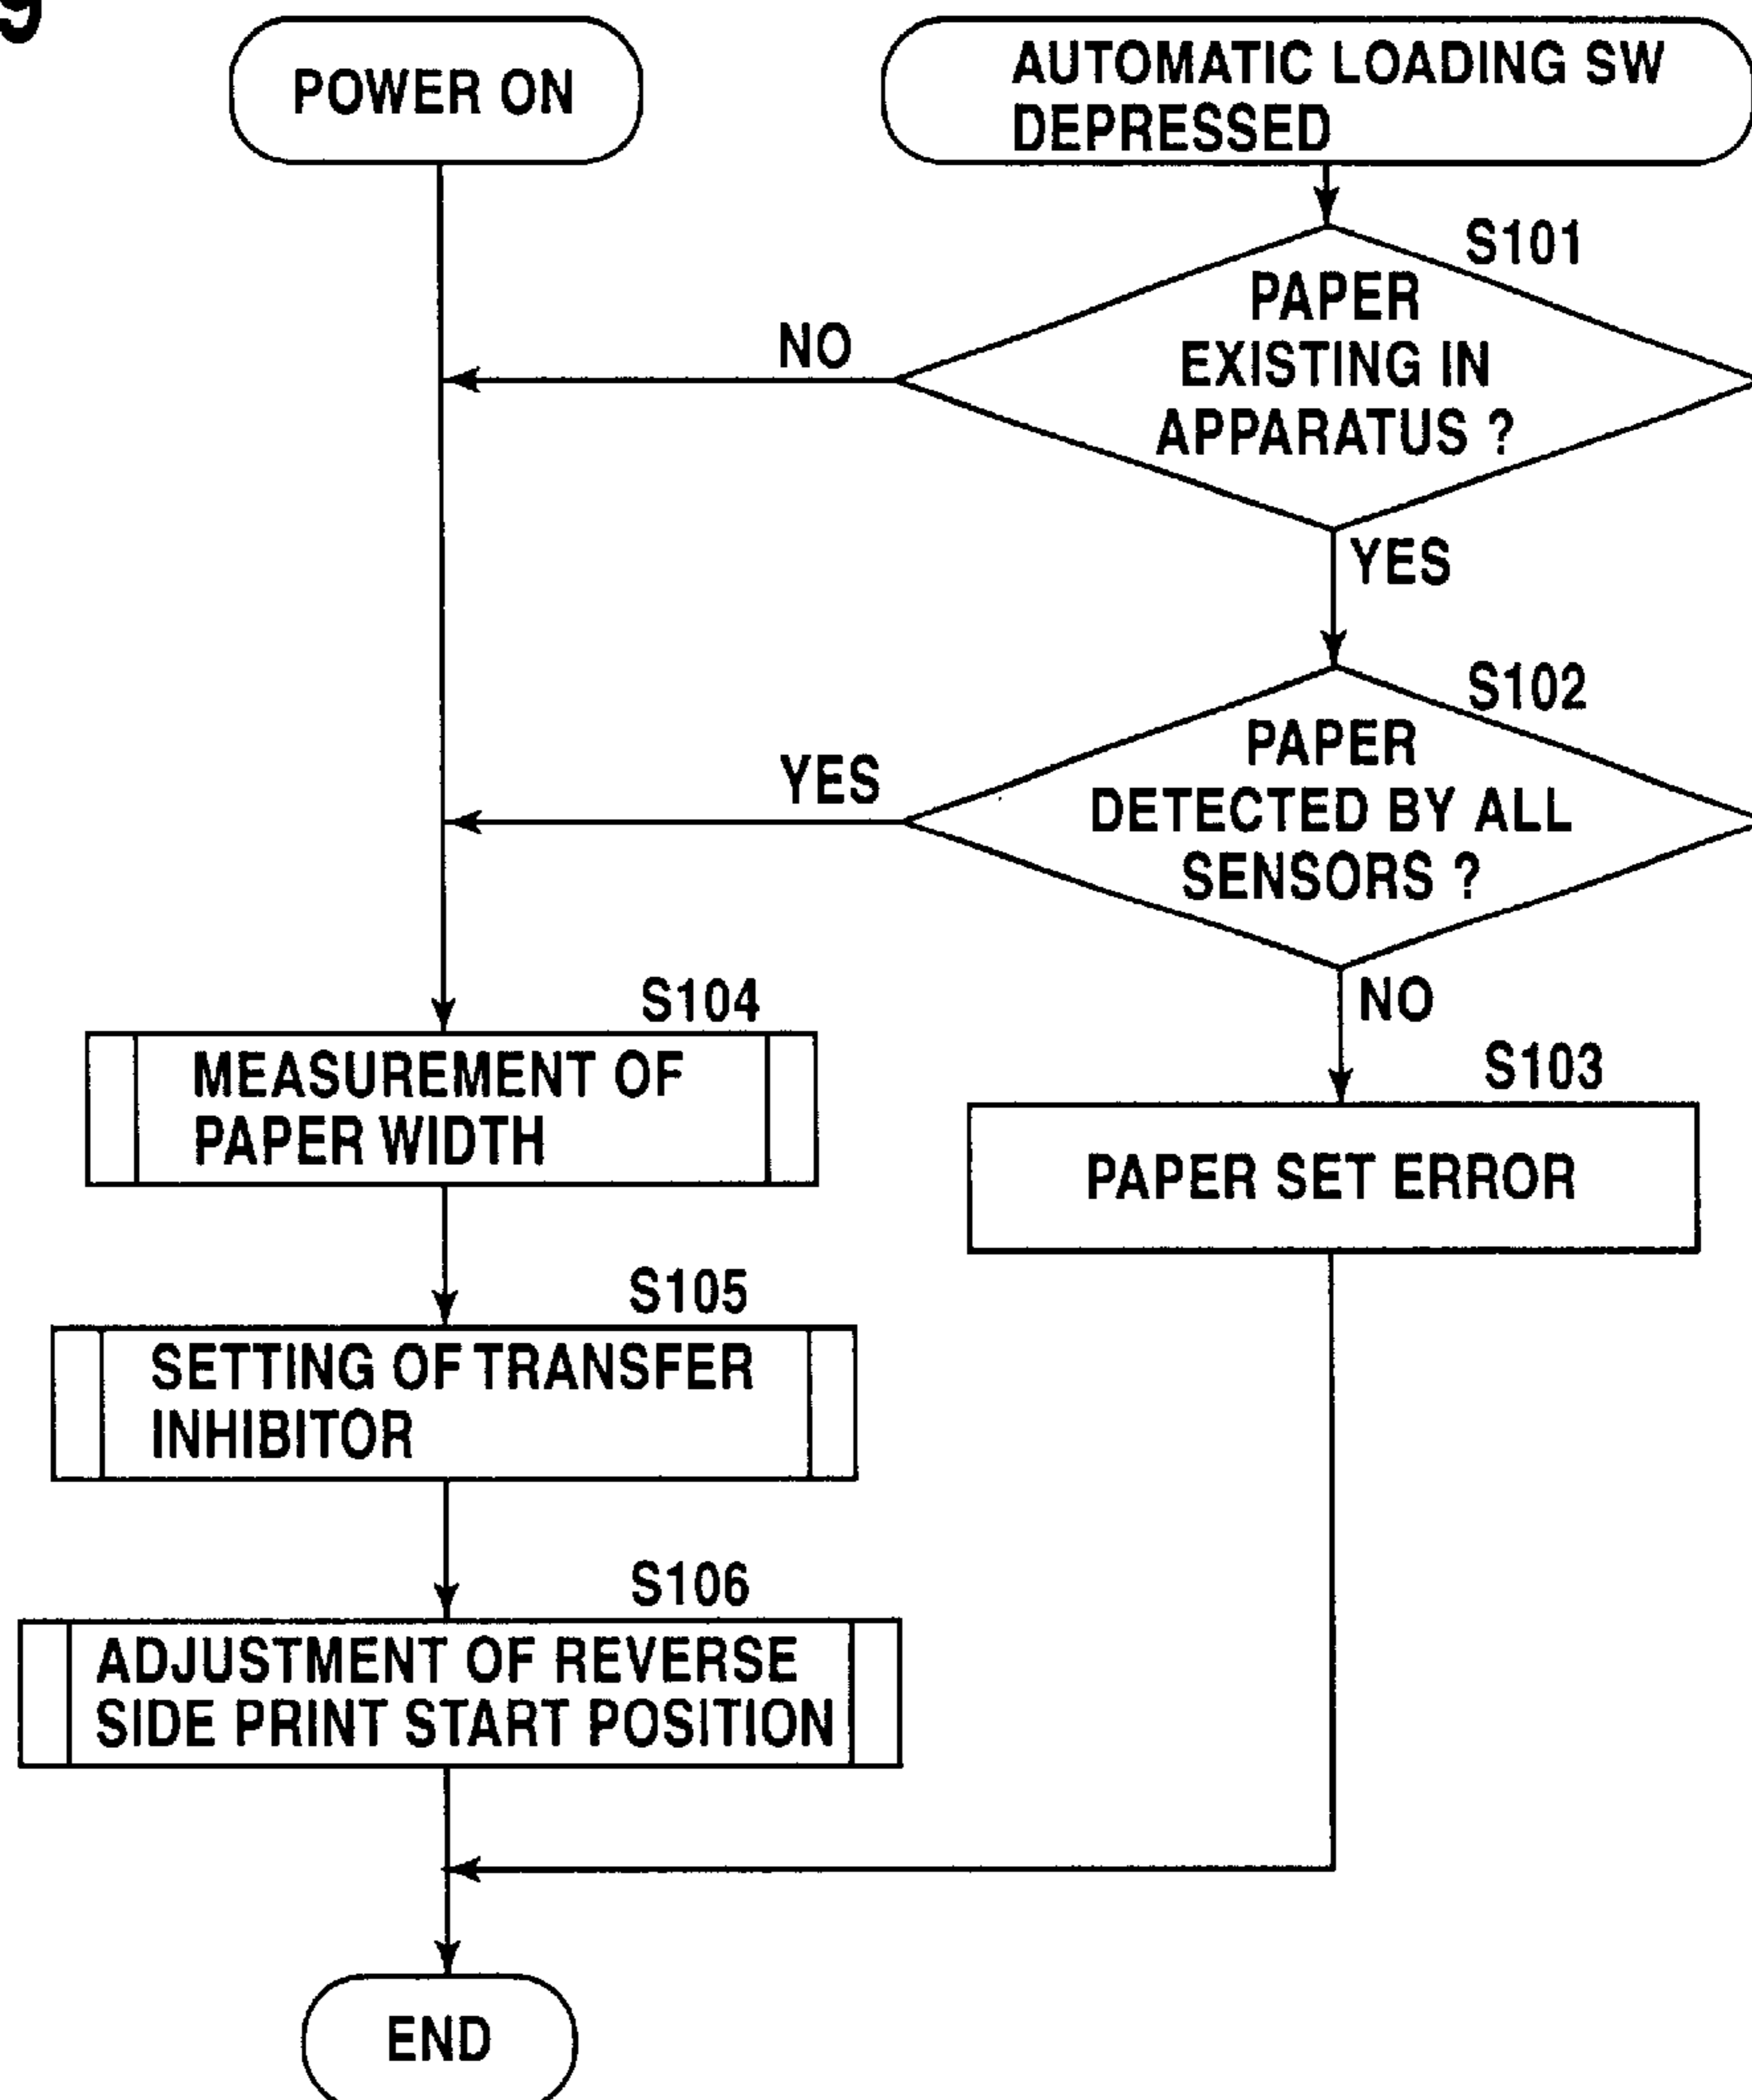 POWER ON
AUTOMATIC LOADING SW
DEPRESSED
S101
PAPER
EXISTING IN
APPARATUS ?
NO
YES
S102
PAPER
DETECTED BY ALL
SENSORS ?
YES
NO
S103
PAPER SET ERROR
S104
MEASUREMENT OF
PAPER WIDTH
S105
SETTING OF TRANSFER
INHIBITOR
S106
ADJUSTMENT OF REVERSE
SIDE PRINT START POSITION
END